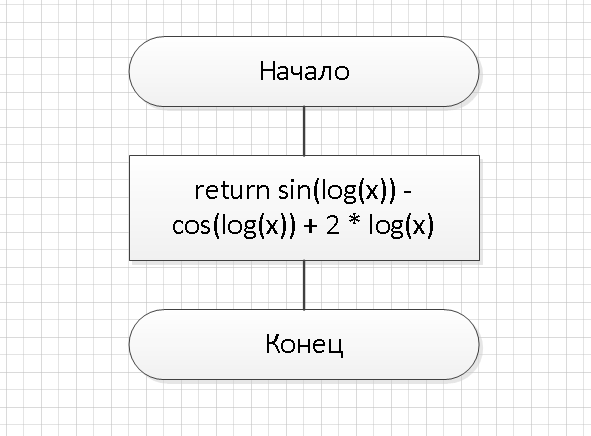 Начало
return sin(log(x)) -
cos(log(x)) + 2 * log(x)
Конец